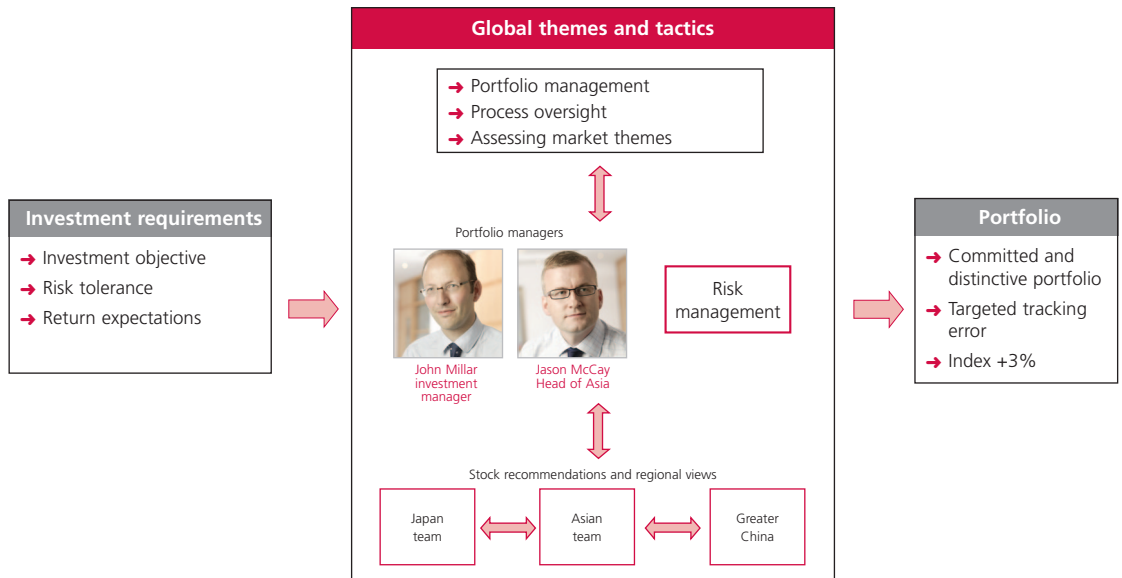 Global themes and tactics
Portfolio management
Process oversight
Assessing market themes
Investment requirements
Investment objective
Risk tolerance
Return expectations
Portfolio managers
John Millar
investment
manager
Jason McCay
Head of Asia
Risk
management
Portfolio
Committed and
distinctive portfolio
Targeted tracking
error
Index +3%
Stock recommendations and regional views
Japan
team
Asian
team
Greater
China